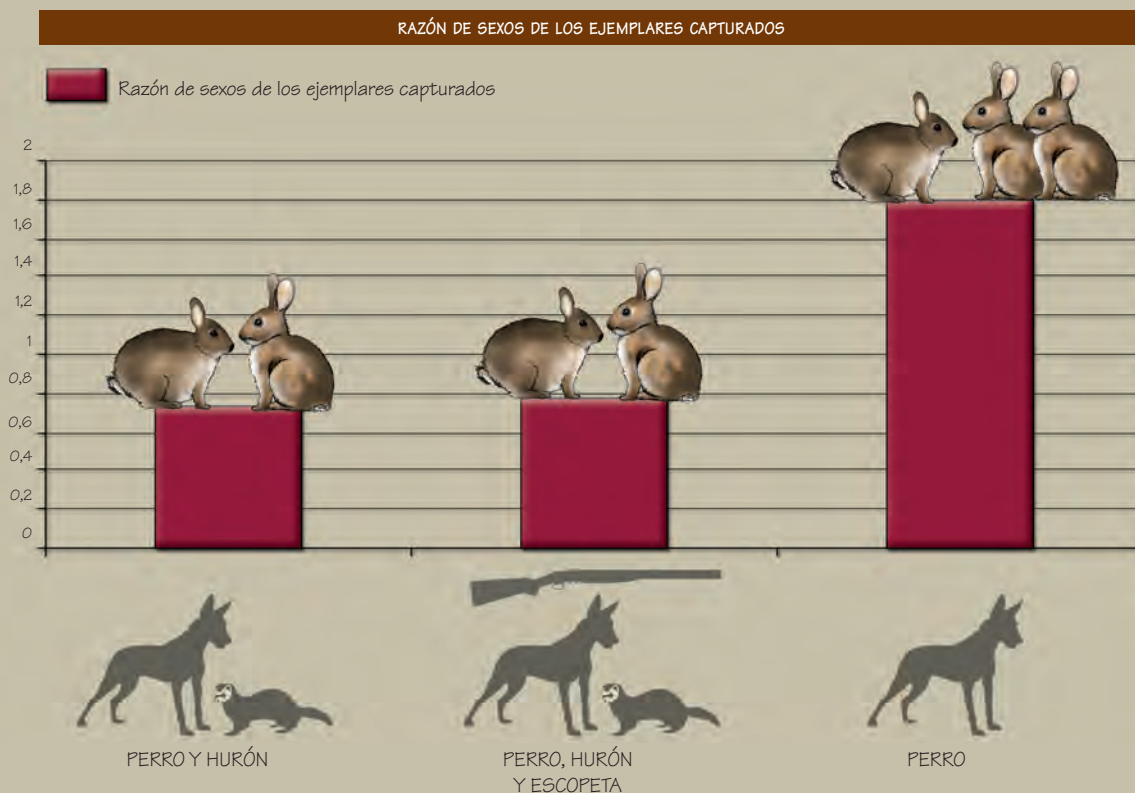 RAZÓN DE SEXOS DE LOS EJEMPLARES CAPTURADOS
Razón de sexos de los ejemplares capturados
2
1,8
1,6
1,4
1,2
1
0,8
0,6
0,4
0,2
0
PERRO Y HURÓN
PERRO, HURÓN
Y ESCOPETA
PERRO